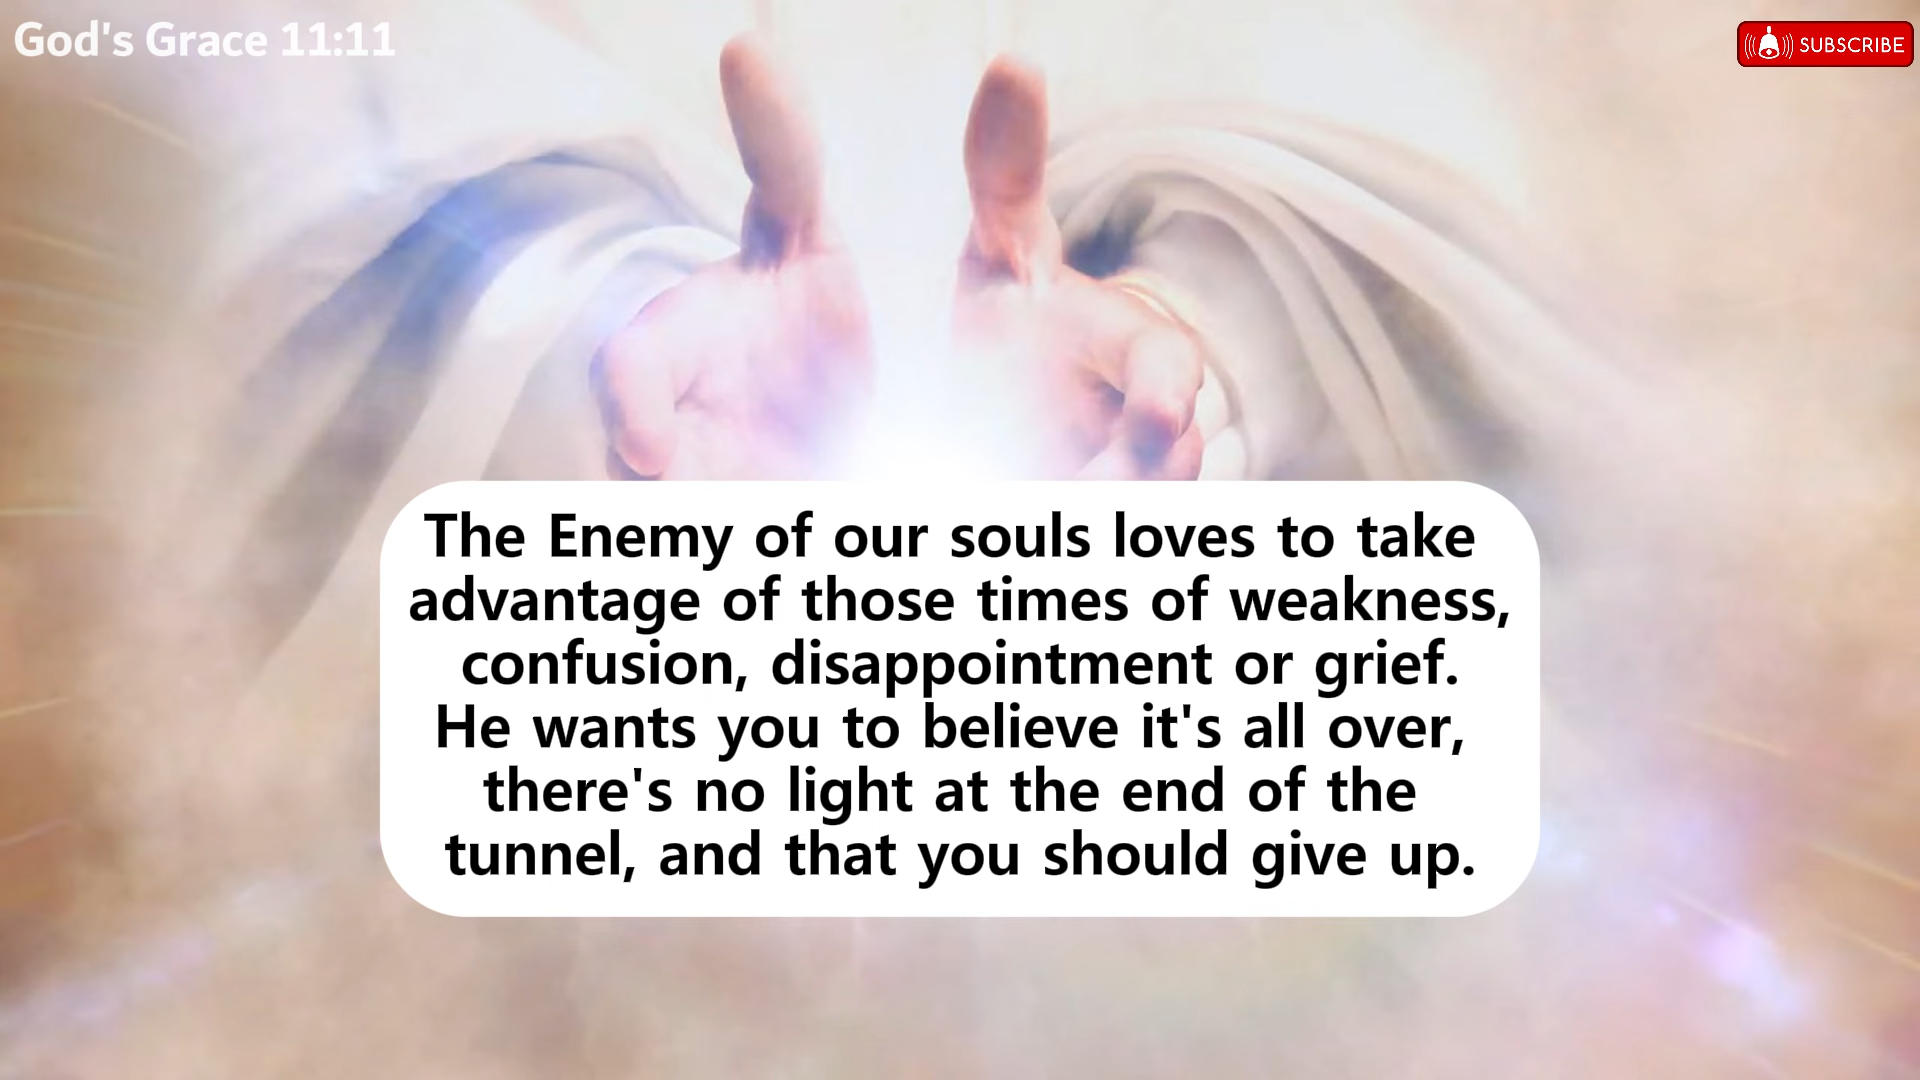 God's Grace 11:11
SUBSCRIBE
The Enemy of our souls loves to take
advantage of those times of weakness,
confusion, disappointment or grief.
He wants you to believe it's all over,
there's no light at the end of the
tunnel, and that you should give up.